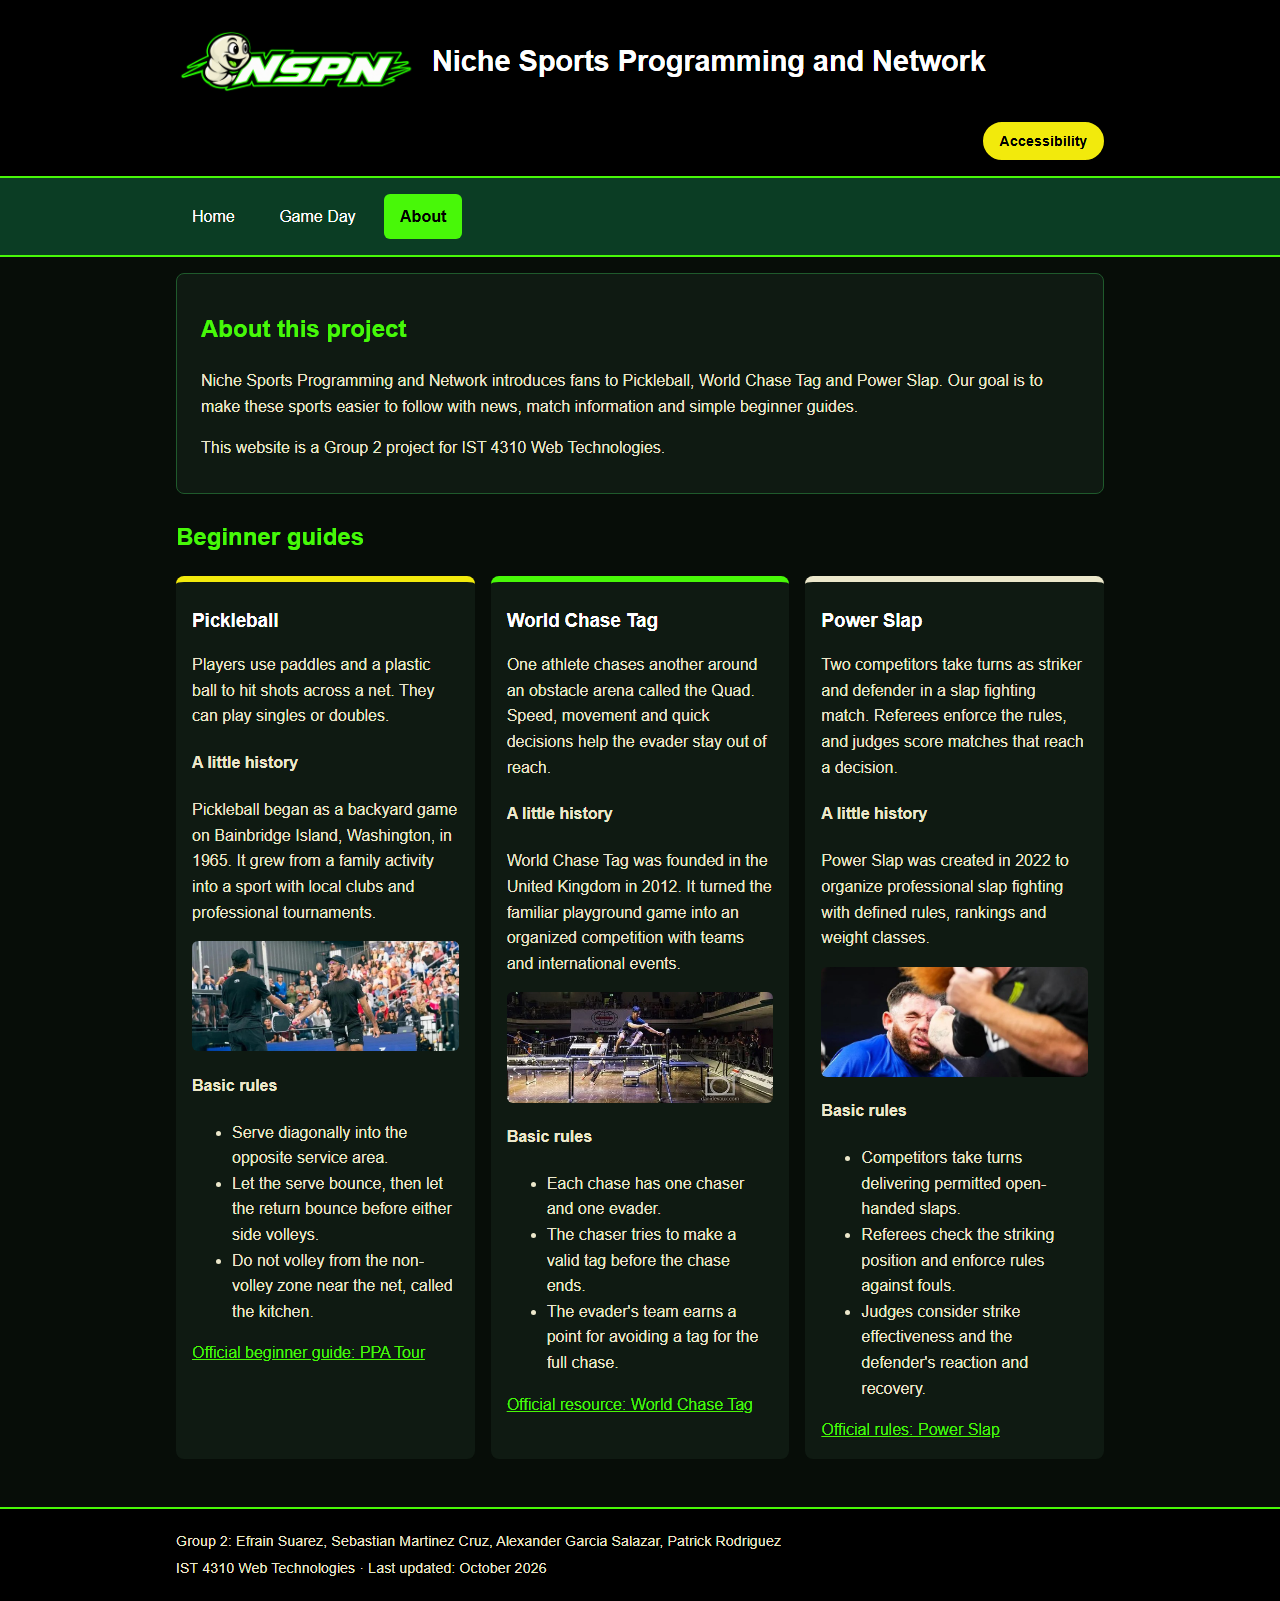 NSPN
Niche Sports Programming and Network
Accessibility
Home
Game Day
About
About this project
Niche Sports Programming and Network introduces fans to Pickleball, World Chase Tag and Power Slap. Our goal is to
make these sports easier to follow with news, match information and simple beginner guides.
This website is a Group 2 project for IST 4310 Web Technologies.
Beginner guides
Pickleball
Players use paddles and a plastic
ball to hit shots across a net. They
can play singles or doubles.
A little history
Pickleball began as a backyard game
on Bainbridge Island, Washington, in
1965. It grew from a family activity
into a sport with local clubs and
professional tournaments.
Basic rules
Serve diagonally into the
opposite service area.
Let the serve bounce, then let
the return bounce before either
side volleys.
Do not volley from the non-
volley zone near the net, called
the kitchen.
Official beginner guide: PPA Tour
World Chase Tag
One athlete chases another around
an obstacle arena called the Quad.
Speed, movement and quick
decisions help the evader stay out of
reach.
A little history
World Chase Tag was founded in the
United Kingdom in 2012. It turned the
familiar playground game into an
organized competition with teams
and international events.
Basic rules
Each chase has one chaser
and one evader.
The chaser tries to make a
valid tag before the chase
ends.
The evader's team earns a
point for avoiding a tag for the
full chase.
Official resource: World Chase Tag
Power Slap
Two competitors take turns as striker
and defender in a slap fighting
match. Referees enforce the rules,
and judges score matches that reach
a decision.
A little history
Power Slap was created in 2022 to
organize professional slap fighting
with defined rules, rankings and
weight classes.
Basic rules
Competitors take turns
delivering permitted open-
handed slaps.
Referees check the striking
position and enforce rules
against fouls.
Judges consider strike
effectiveness and the
defender's reaction and
recovery.
Official rules: Power Slap
Group 2: Efrain Suarez, Sebastian Martinez Cruz, Alexander Garcia Salazar, Patrick Rodriguez
IST 4310 Web Technologies · Last updated: October 2026